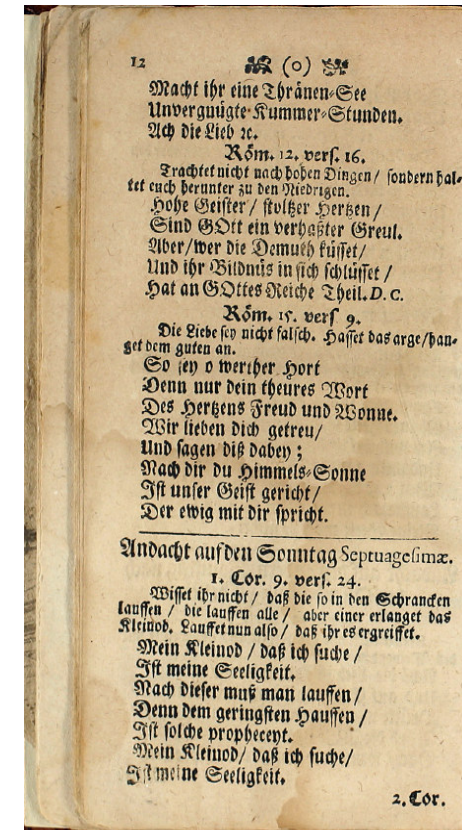 12 (0)
Macht ihr eine Thränen-See
Unvergnügte Kummer-Stunden.
Ach die Lieb ꝛc.
Röm. 12. vers. 16.
Trachtet nicht nach hohen Dingen / sondern hal-
tet euch herunter zu den Niedrigen.
Hohe Geister / stoltzer Hertzen /
Sind GOtt ein verhaßter Greul.
Aber / wer die Demuth küsset /
Und ihr Bildnüs in sich schlüsset /
Hat an GOttes Reiche Theil. D. C.
Röm. 15. vers 9.
Die Liebe sey nicht falsch. Hasset das arge / han-
get dem guten an.
So sey o werther Hort
Denn nur dein theures Wort
Des Hertzens Freud und Wonne.
Wir lieben dich getreu /
Und sagen diß dabey ;
Nach dir du Himmels-Sonne
Ist unser Geist gericht /
Der ewig mit dir spricht.
Andacht auf den Sonntag Septuagesimæ.
1. Cor. 9. vers. 24.
Wisset ihr nicht / daß die so in den Schrancken
lauffen / die lauffen alle / aber einer erlanget das
Kleinod. Lauffet nun also / daß ihr es ergreiffet.
Mein Kleinod / daß ich suche /
Ist meine Seeligkeit.
Nach dieser muß man lauffen /
Denn dem geringsten Hauffen /
Ist solche propheceyt.
Mein Kleinod / daß ich suche /
Ist meine Seeligkeit.
2. Cor.